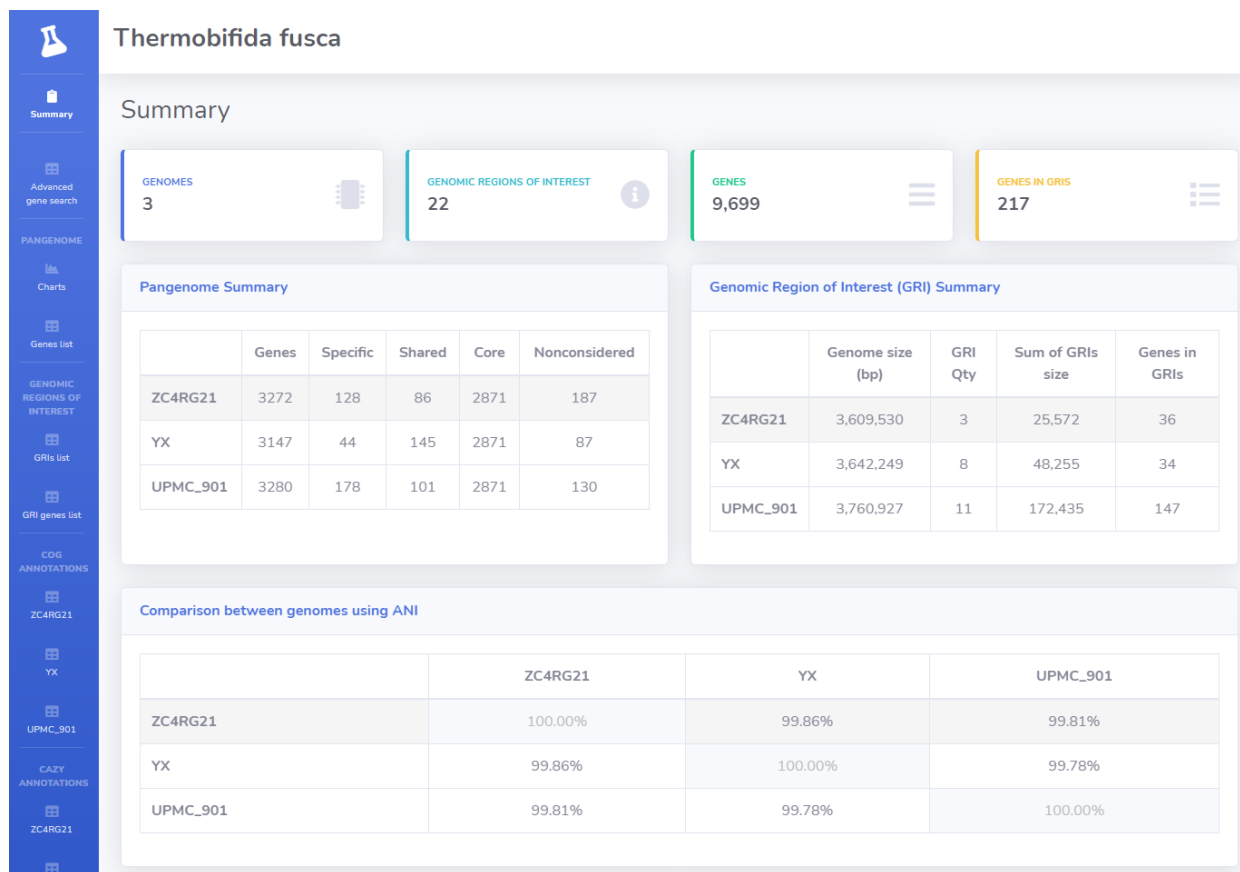 Thermobifida fusca
Summary
Advanced
gene search
PANGENOME
Charts
Genes list
GENOMIC
REGIONS OF
INTEREST
GRIs list
GRI genes list
COG
ANNOTATIONS
ZC4RG21
YX
UPMC_901
CAZY
ANNOTATIONS
ZC4RG21
Summary
GENOMES
3
GENOMIC REGIONS OF INTEREST
22
GENES
9,699
GENES IN GRIS
217
Pangenome Summary
Genes Specific Shared Core Nonconsidered
ZC4RG21 3272 128 86 2871 187
YX 3147 44 145 2871 87
UPMC_901 3280 178 101 2871 130
Genomic Region of Interest (GRI) Summary
Genome size GRI Sum of GRIs Genes in
(bp) Qty size GRIs
ZC4RG21 3,609,530 3 25,572 36
YX 3,642,249 8 48,255 34
UPMC_901 3,760,927 11 172,435 147
Comparison between genomes using ANI
ZC4RG21 YX UPMC_901
ZC4RG21 100.00% 99.86% 99.81%
YX 99.86% 100.00% 99.78%
UPMC_901 99.81% 99.78% 100.00%